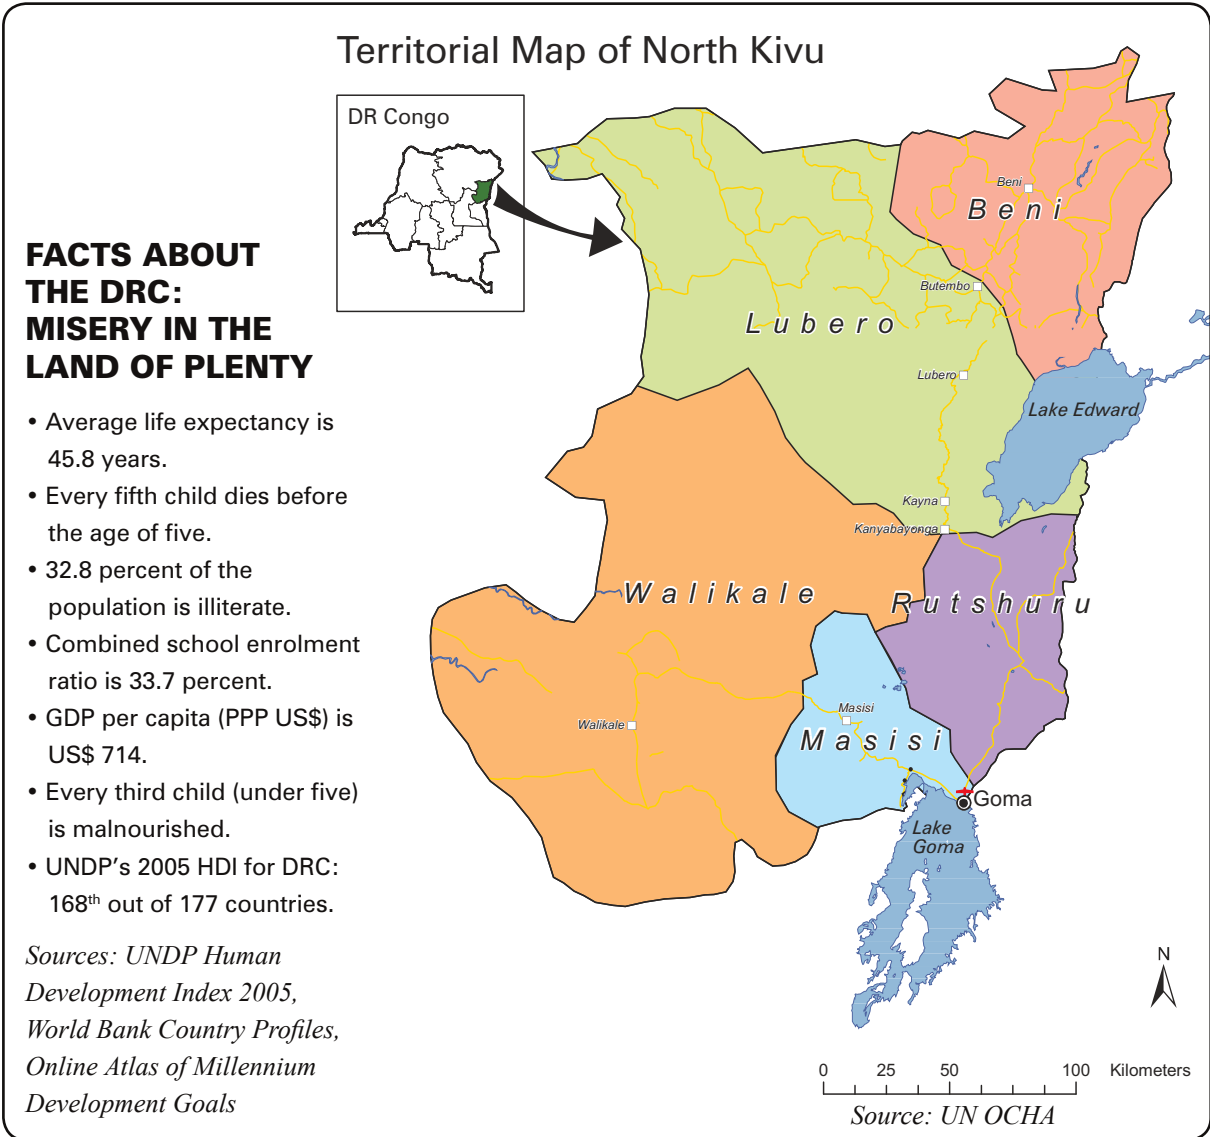 Territorial Map of North Kivu
DR Congo
FACTS ABOUT
THE DRC:
MISERY IN THE
LAND OF PLENTY
• Average life expectancy is
45.8 years.
• Every fifth child dies before
the age of five.
• 32.8 percent of the
population is illiterate.
• Combined school enrolment
ratio is 33.7 percent.
• GDP per capita (PPP US$) is
US$ 714.
• Every third child (under five)
is malnourished.
• UNDP's 2005 HDI for DRC:
168th out of 177 countries.
Sources: UNDP Human
Development Index 2005,
World Bank Country Profiles,
Online Atlas of Millennium
Development Goals
Beni
Beni
Butembo
Lubero
Lubero
Lake Edward
Kayna
Kanyabayonga
Walikale
Rutshuru
Masisi
Walikale
Masisi
Goma
Lake
Goma
N
0 25 50 100 Kilometers
Source: UN OCHA